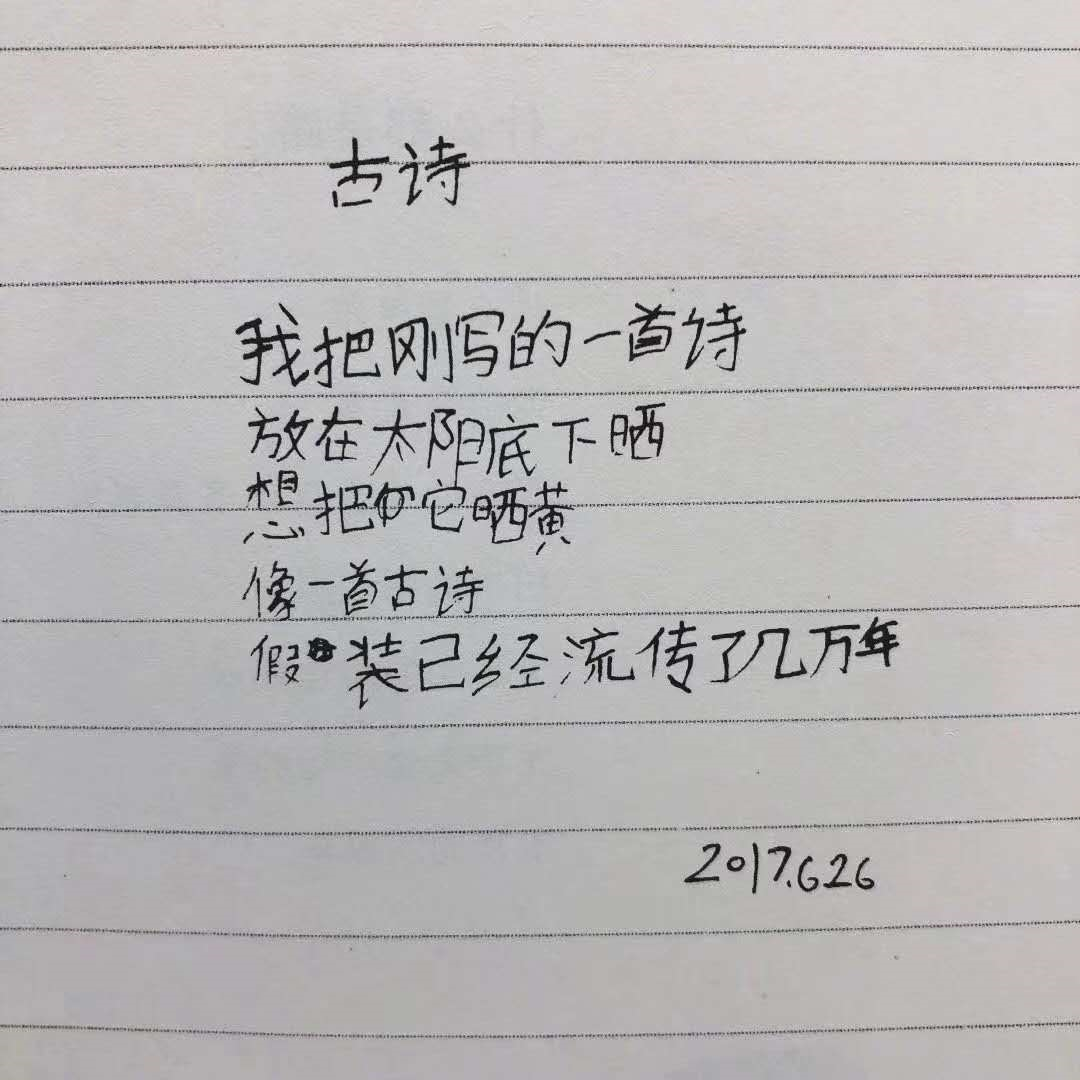 古诗
我把刚写的一首诗
放在太阳底下晒
想把它晒黄
像一首古诗
假装已经流传了几万年
2017.6.26